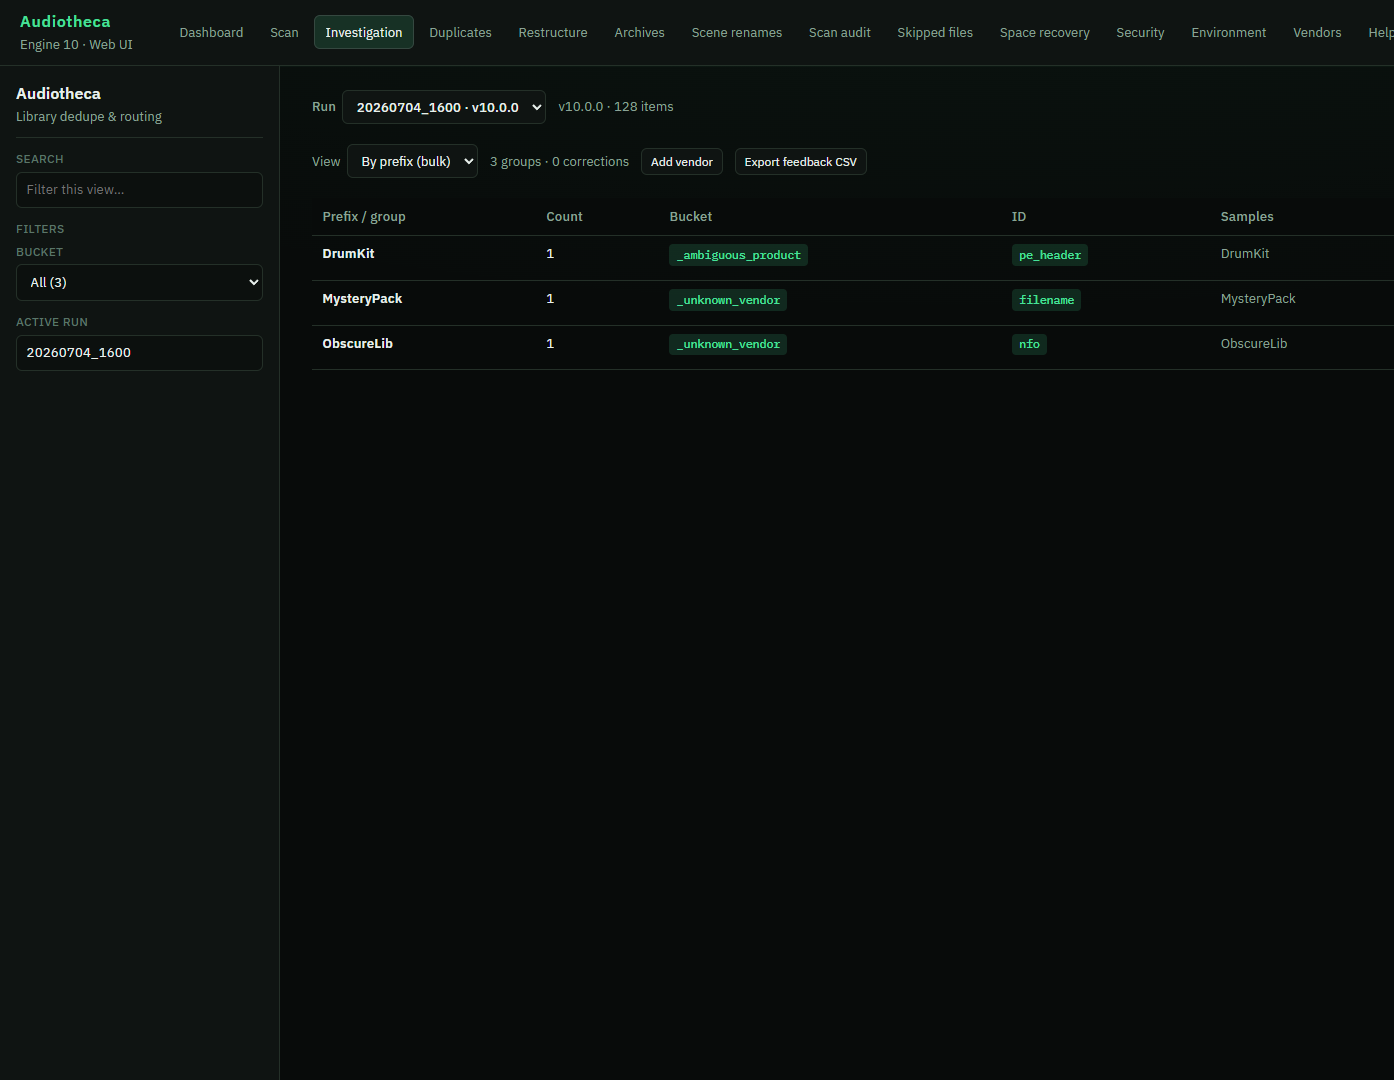 Audiotheca
Engine 10 · Web UI
Dashboard Scan Investigation Duplicates Restructure Archives Scene renames Scan audit Skipped files Space recovery Security Environment Vendors Help
Audiotheca
Library dedupe & routing
SEARCH
Filter this view...
FILTERS
BUCKET
All (3)
ACTIVE RUN
20260704_1600
Run 20260704_1600 · v10.0.0 v10.0.0 · 128 items
View By prefix (bulk) 3 groups · 0 corrections Add vendor Export feedback CSV
Prefix / group Count Bucket ID Samples
DrumKit 1 _ambiguous_product pe_header DrumKit
MysteryPack 1 _unknown_vendor filename MysteryPack
ObscureLib 1 _unknown_vendor nfo ObscureLib